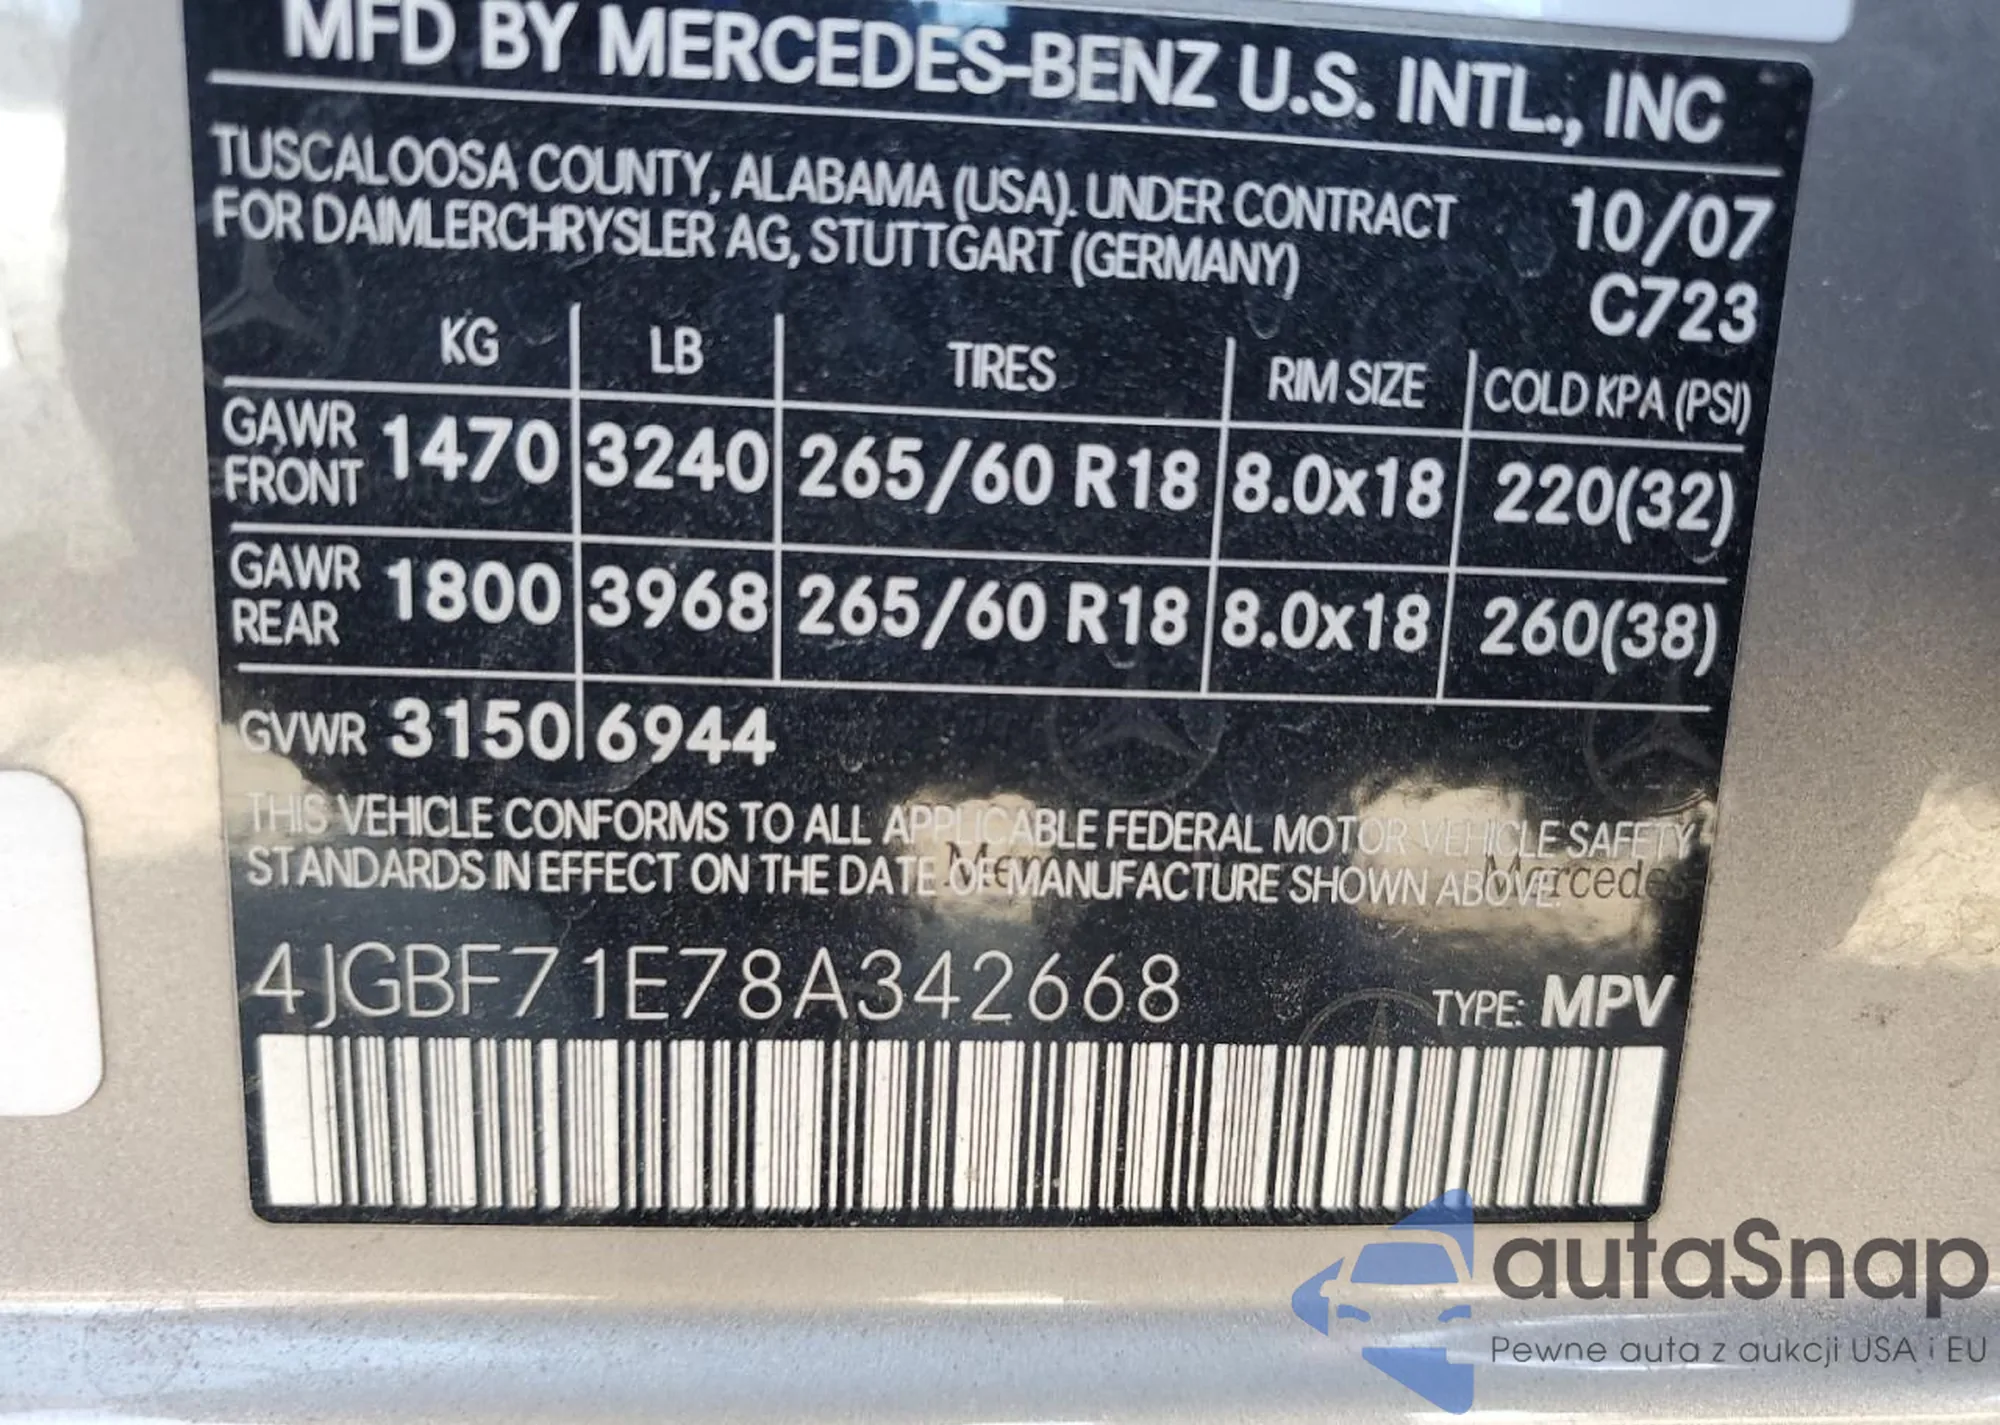 MFD BY MERCEDES-BENZ U.S. INTL., INC
TUSCALOOSA COUNTY, ALABAMA (USA). UNDER CONTRACT
FOR DAIMLERCHRYSLER AG, STUTTGART (GERMANY)
10/07
C723
KG LB TIRES RIM SIZE COLD KPA (PSI)
GAWR FRONT 1470 3240 265/60 R18 8.0x18 220(32)
GAWR REAR 1800 3968 265/60 R18 8.0x18 260(38)
GVWR 3150 6944
THIS VEHICLE CONFORMS TO ALL APPLICABLE FEDERAL MOTOR VEHICLE SAFETY
STANDARDS IN EFFECT ON THE DATE OF MANUFACTURE SHOWN ABOVE.
Mercedes
4JGBF71E78A342668
TYPE: MPV
autaSnap
Pewne auta z aukcji USA i EU